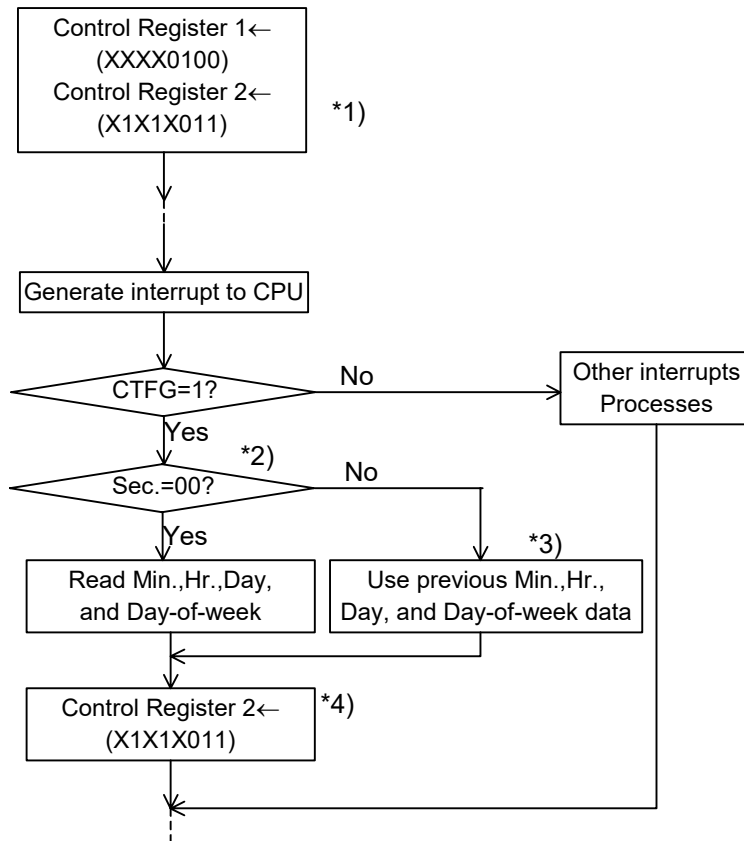 Control Register 1←
(XXXX0100)
Control Register 2←
(X1X1X011)
*1)
Generate interrupt to CPU
CTFG=1?
No
Other interrupts
Processes
Yes
*2)
Sec.=00?
No
Yes
*3)
Read Min.,Hr.,Day,
and Day-of-week
Use previous Min.,Hr.,
Day, and Day-of-week data
Control Register 2←
(X1X1X011)
*4)